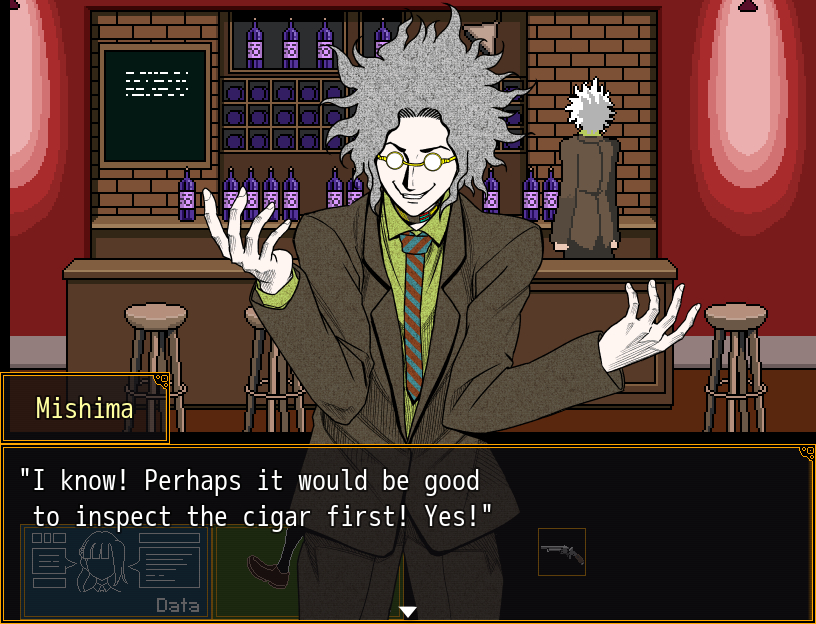 Mishima
"I know! Perhaps it would be good
to inspect the cigar first! Yes!"
Data